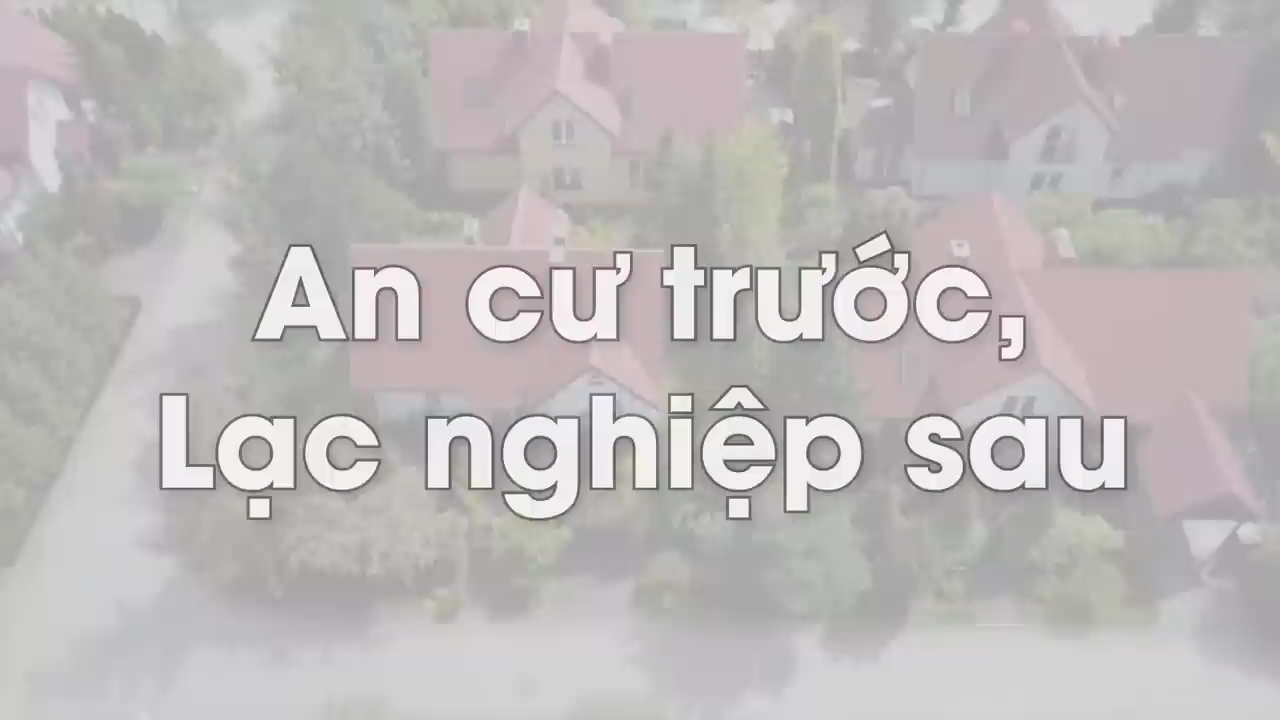 An cư trước,
Lạc nghiệp sau